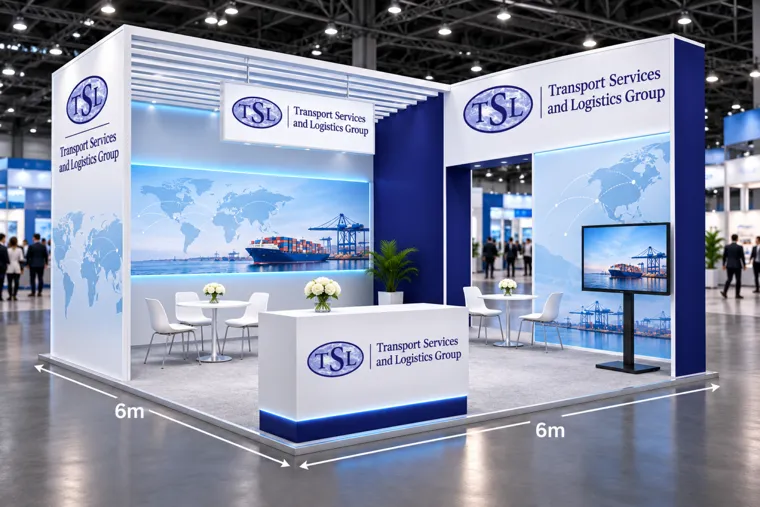 TSL
Transport Services
and Logistics Group
TSL
Transport Services
and Logistics Group
TSL
Transport Services
and Logistics Group
TSL
Transport Services
and Logistics Group
6m
6m